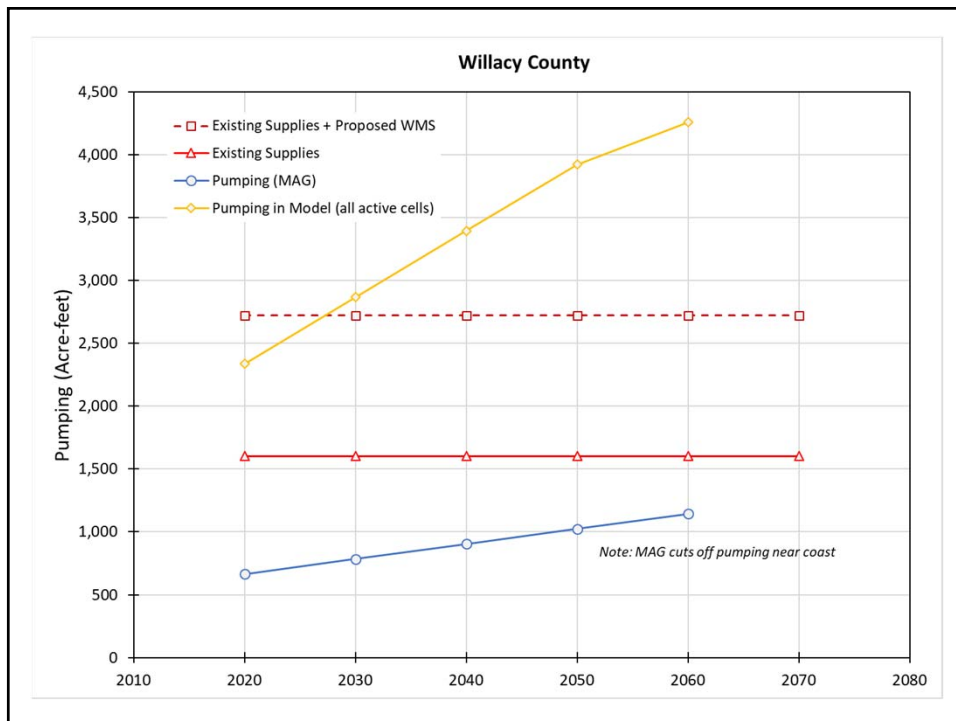 Willacy County
4,500
4,000
3,500
3,000
2,500
2,000
1,500
1,000
500
0
Pumping (Acre-feet)
Existing Supplies + Proposed WMS
Existing Supplies
Pumping (MAG)
Pumping in Model (all active cells)
Note: MAG cuts off pumping near coast
2010 2020 2030 2040 2050 2060 2070 2080